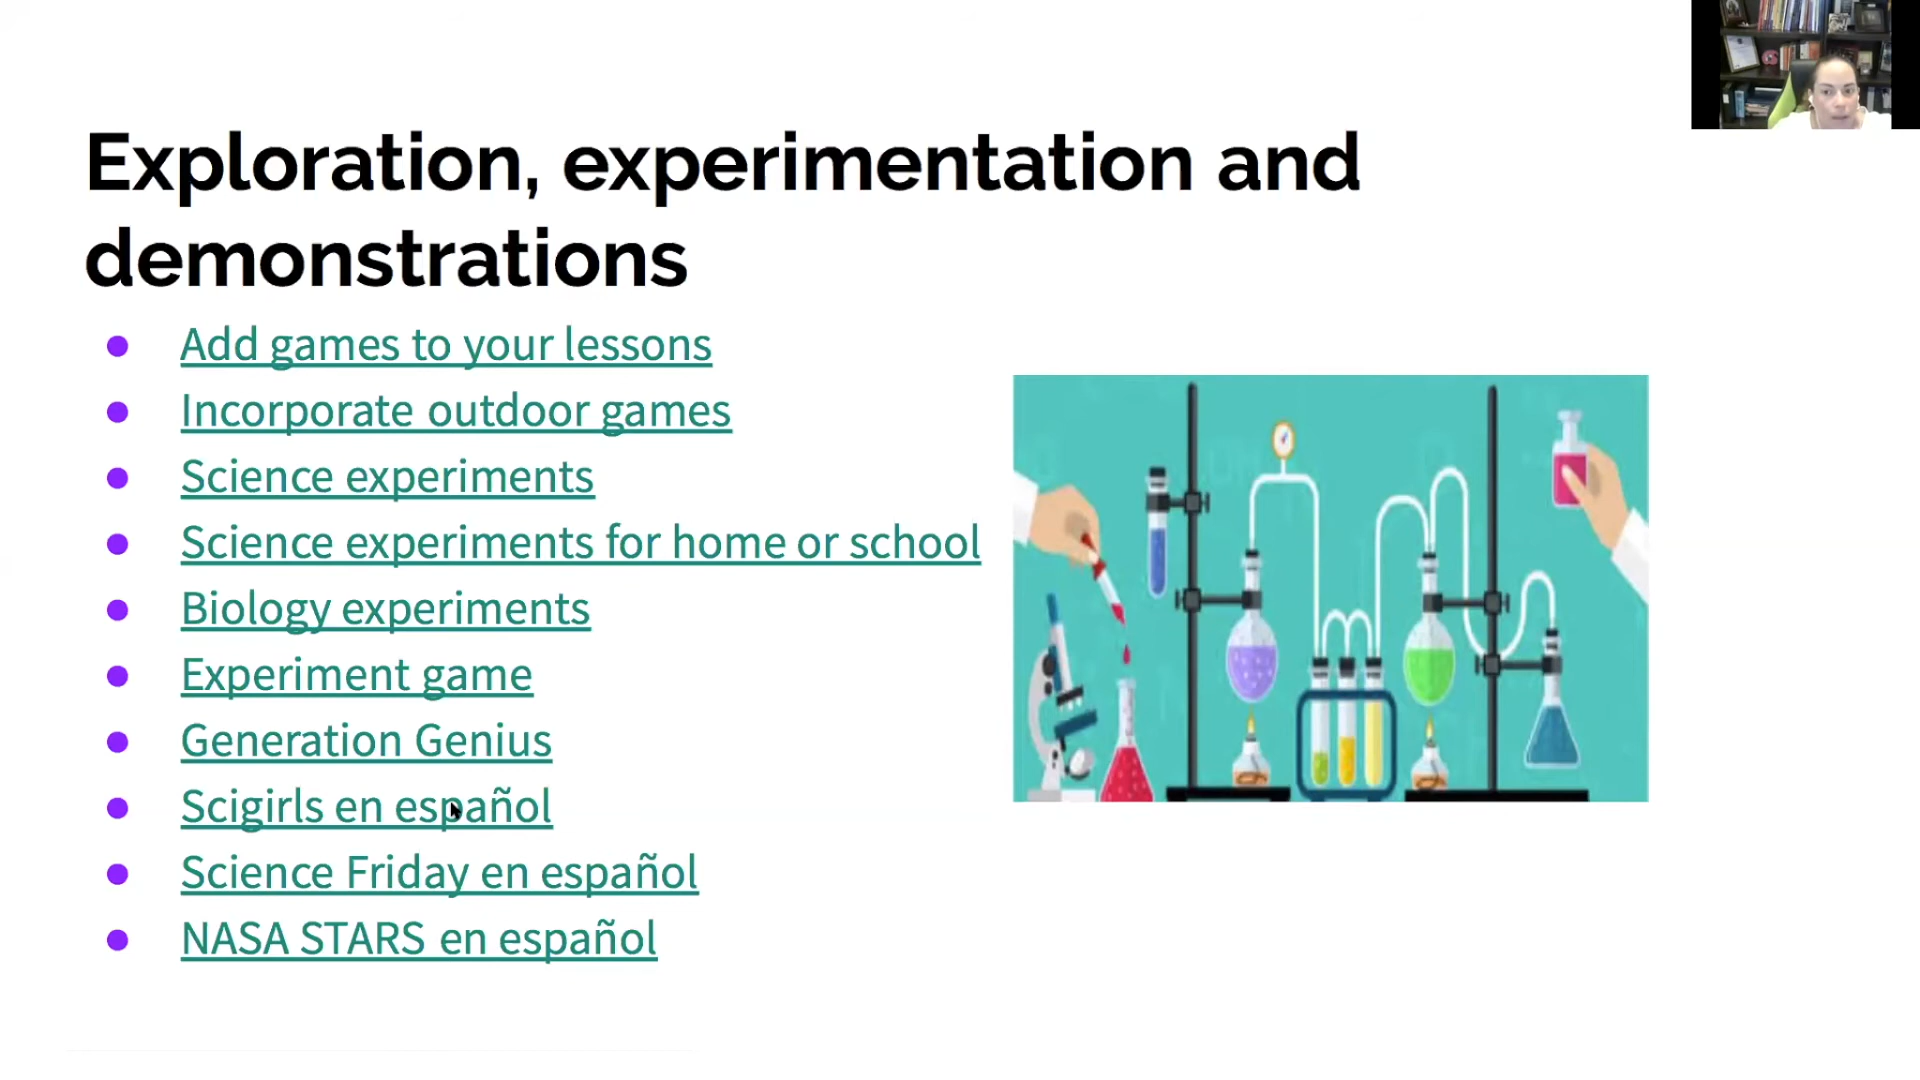 Exploration, experimentation and
demonstrations
Add games to your lessons
Incorporate outdoor games
Science experiments
Science experiments for home or school
Biology experiments
Experiment game
Generation Genius
Scigirls en español
Science Friday en español
NASA STARS en español